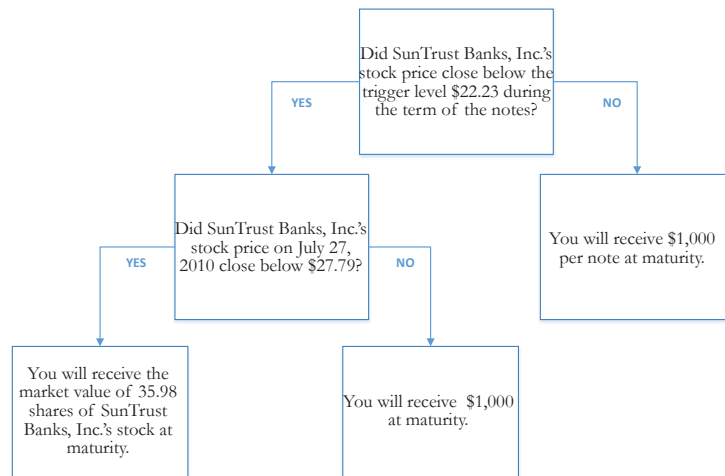 Did SunTrust Banks, Inc.'s
stock price close below the
trigger level $22.23 during
the term of the notes?
YES
NO
Did SunTrust Banks, Inc.'s
stock price on July 27,
2010 close below $27.79?
You will receive $1,000
per note at maturity.
YES
NO
You will receive the
market value of 35.98
shares of SunTrust
Banks, Inc.'s stock at
maturity.
You will receive $1,000
at maturity.